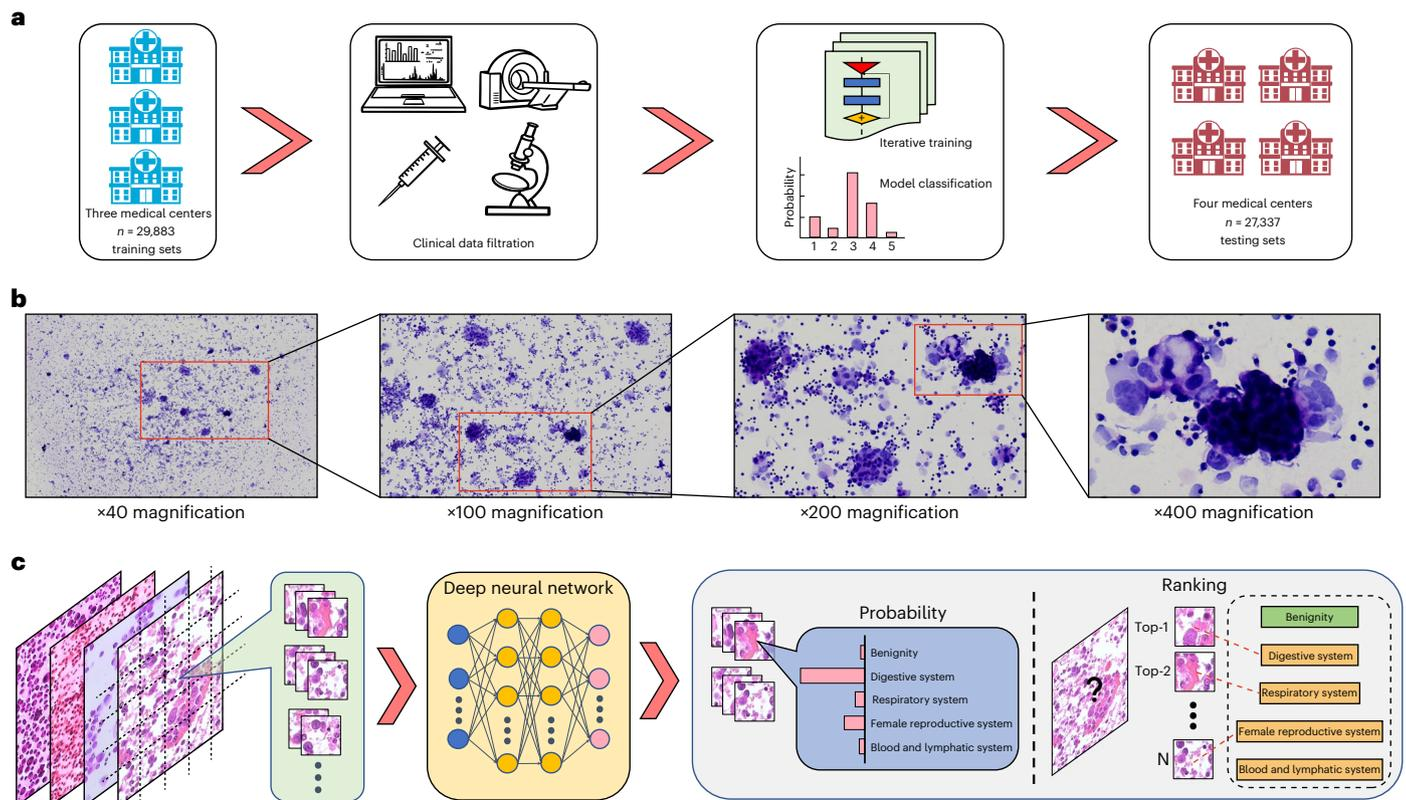 a
Three medical centers
n = 29,883
training sets
Clinical data filtration
Iterative training
Model classification
Probability
1 2 3 4 5
Four medical centers
n = 27,337
testing sets
b
×40 magnification
×100 magnification
×200 magnification
×400 magnification
c
Deep neural network
Probability
Benignity
Digestive system
Respiratory system
Female reproductive system
Blood and lymphatic system
Ranking
?
Top-1
Top-2
N
Benignity
Digestive system
Respiratory system
Female reproductive system
Blood and lymphatic system